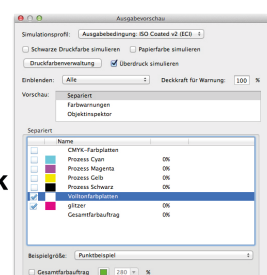 Ausgabevorschau
Simulationsprofil: Ausgabebedingung: ISO Coated v2 (ECI)
Schwarze Druckfarbe simulieren Papierfarbe simulieren
Druckfarbenverwaltung Überdruck simulieren
Einblenden: Alle Deckkraft für Warnung: 100 %
Vorschau: Separiert
Farbwarnungen
Objektinspektor
Separiert
Name
CMYK-Farbplatten
Prozess Cyan 0%
Prozess Magenta 0%
Prozess Gelb 0%
Prozess Schwarz 0%
k
Volltonfarbplatten
glitzer 0%
Gesamtfarbauftrag 0%
Beispielgröße: Punktbeispiel
Gesamtfarbauftrag 280 %